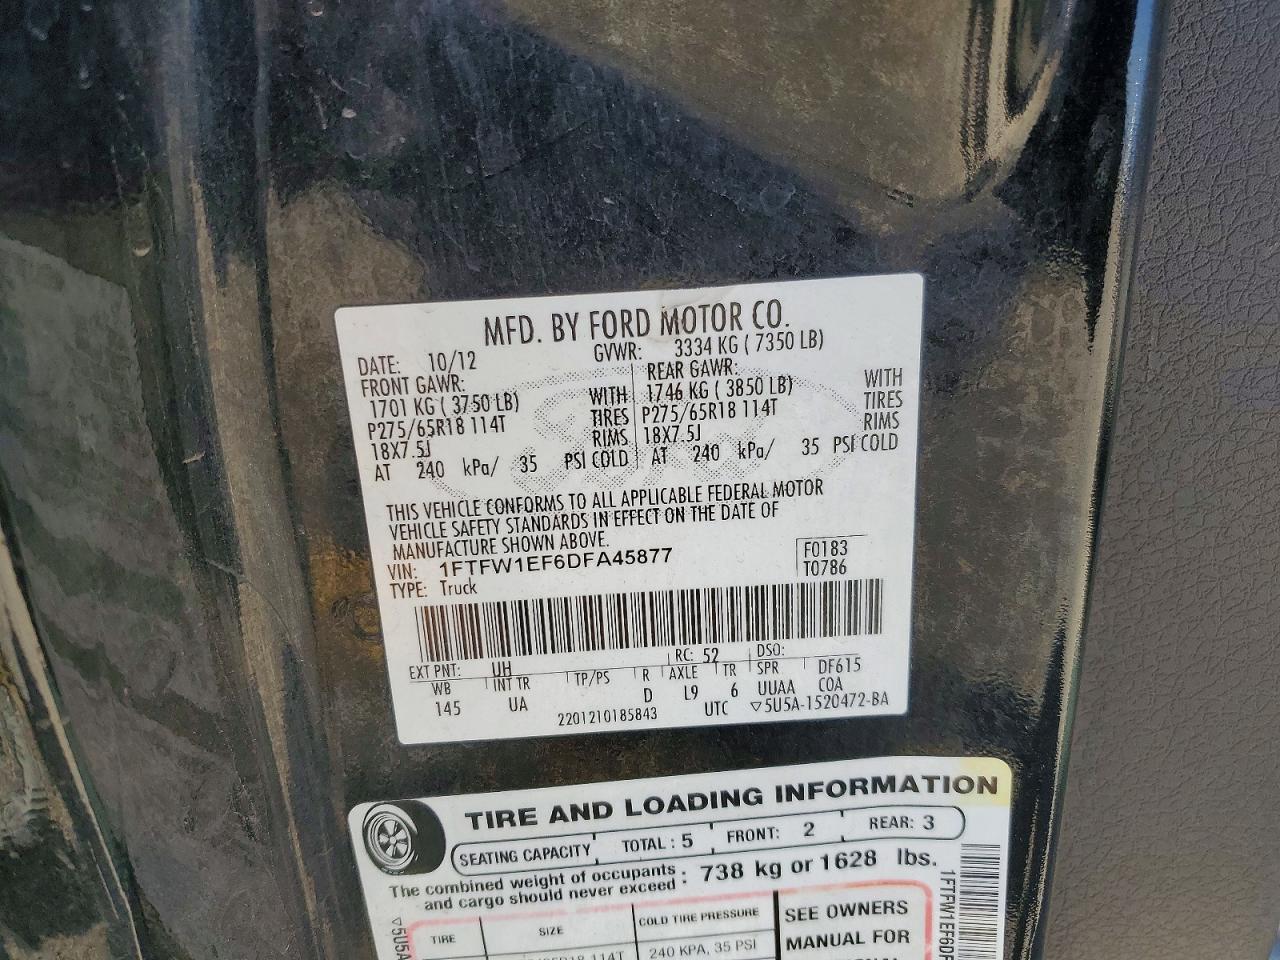 MFD. BY FORD MOTOR CO.
DATE: 10/12 GVWR: 3334 KG ( 7350 LB)
FRONT GAWR: REAR GAWR:
1701 KG ( 3750 LB) WITH 1746 KG ( 3850 LB) WITH
P275/65R18 114T TIRES P275/65R18 114T TIRES
18X7.5J RIMS 18X7.5J RIMS
AT 240 kPa/ 35 PSI COLD AT 240 kPa/ 35 PSI COLD
THIS VEHICLE CONFORMS TO ALL APPLICABLE FEDERAL MOTOR
VEHICLE SAFETY STANDARDS IN EFFECT ON THE DATE OF
MANUFACTURE SHOWN ABOVE.
VIN: 1FTFW1EF6DFA45877 F0183
TYPE: Truck T0786
EXT PNT: UH RC: 52 DSO:
WB INT TR TP/PS R AXLE TR SPR DF615
145 UA D L9 6 UUAA COA
2201210185843 UTC ▽5U5A-1520472-BA
TIRE AND LOADING INFORMATION
SEATING CAPACITY TOTAL: 5 FRONT: 2 REAR: 3
The combined weight of occupants
and cargo should never exceed : 738 kg or 1628 lbs.
TIRE SIZE COLD TIRE PRESSURE SEE OWNERS
MANUAL FOR
114T 240 KPA, 35 PSI
▽5U5A
1FTFW1EF6DF